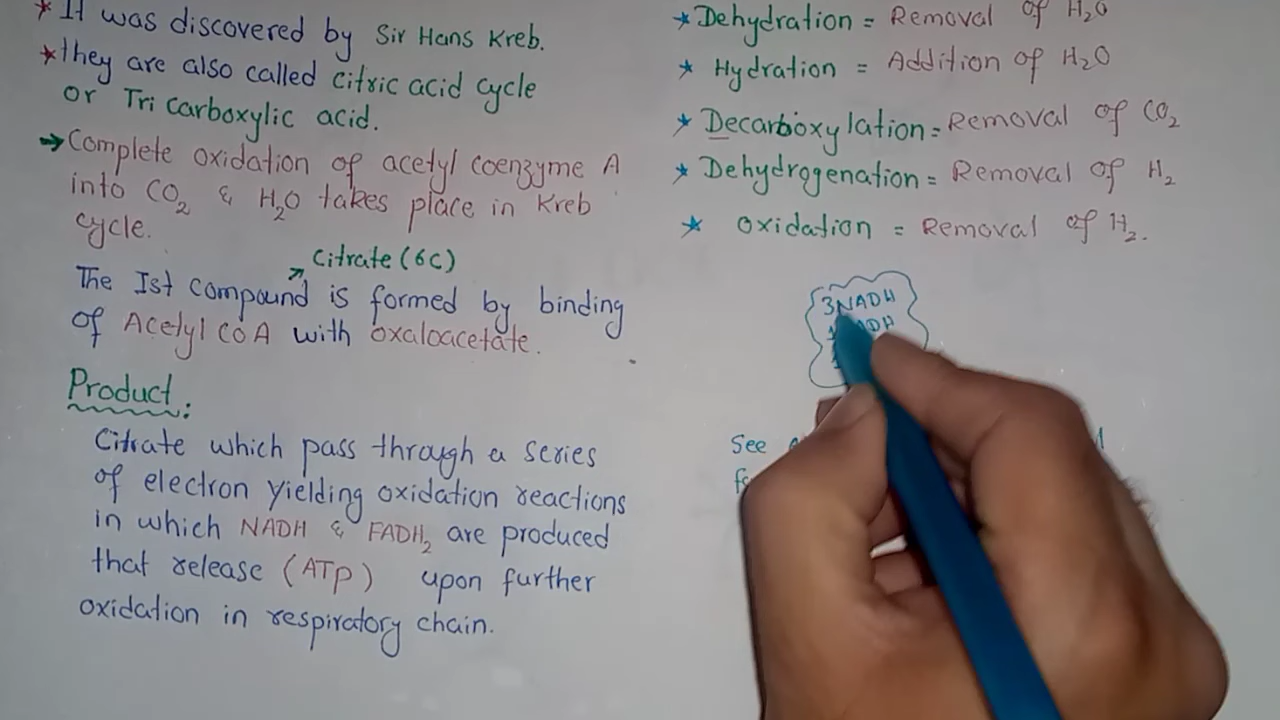 * It was discovered by Sir Hans Kreb.
* they are also called citric acid cycle
or Tri carboxylic acid.
→ Complete oxidation of acetyl coenzyme A
into CO₂ & H₂O takes place in Kreb
cycle.
Citrate (6C)
The Ist compound is formed by binding
of Acetyl COA with oxaloacetate.
Product:
Citrate which pass through a series
of electron yielding oxidation reactions
in which NADH & FADH₂ are produced
that release (ATP) upon further
oxidation in respiratory chain.
* Dehydration = Removal of H₂O
* Hydration = Addition of H₂O
* Decarboxylation = Removal of CO₂
* Dehydrogenation = Removal of H₂
* Oxidation = Removal of H₂.
3NADH
See